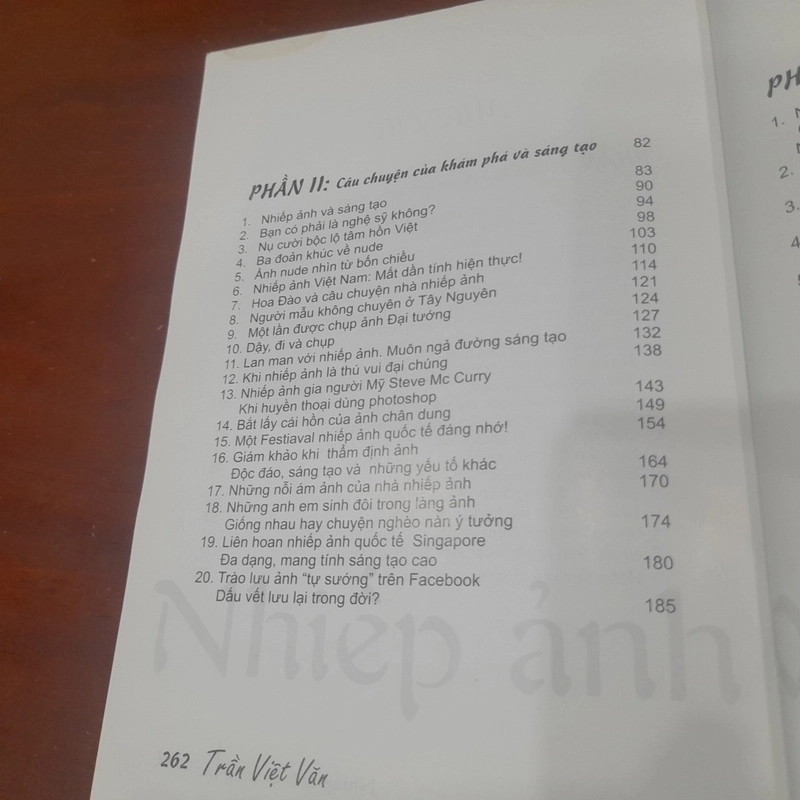 PHẦN II: Câu chuyện của khám phá và sáng tạo 82
1. Nhiếp ảnh và sáng tạo 83
2. Bạn có phải là nghệ sỹ không? 90
3. Nụ cười bộc lộ tâm hồn Việt 94
4. Ba đoản khúc về nude 98
5. Ảnh nude nhìn từ bốn chiều 103
6. Nhiếp ảnh Việt Nam: Mất dần tính hiện thực! 110
7. Hoa Đào và câu chuyện nhà nhiếp ảnh 114
8. Người mẫu không chuyên ở Tây Nguyên 121
9. Một lần được chụp ảnh Đại tướng 124
10. Dậy, đi và chụp 127
11. Lan man với nhiếp ảnh. Muôn ngả đường sáng tạo 132
12. Khi nhiếp ảnh là thú vui đại chúng 138
13. Nhiếp ảnh gia người Mỹ Steve Mc Curry
Khi huyền thoại dùng photoshop 143
14. Bắt lấy cái hồn của ảnh chân dung 149
15. Một Festiaval nhiếp ảnh quốc tế đáng nhớ! 154
16. Giám khảo khi thẩm định ảnh
Độc đáo, sáng tạo và những yếu tố khác 164
17. Những nỗi ám ảnh của nhà nhiếp ảnh 170
18. Những anh em sinh đôi trong làng ảnh
Giống nhau hay chuyện nghèo nàn ý tưởng 174
19. Liên hoan nhiếp ảnh quốc tế Singapore
Đa dạng, mang tính sáng tạo cao 180
20. Trào lưu ảnh “tự sướng” trên Facebook
Dấu vết lưu lại trong đời? 185
Nhiếp ảnh
262 Trần Việt Văn
PH
1.
2.
3.
4